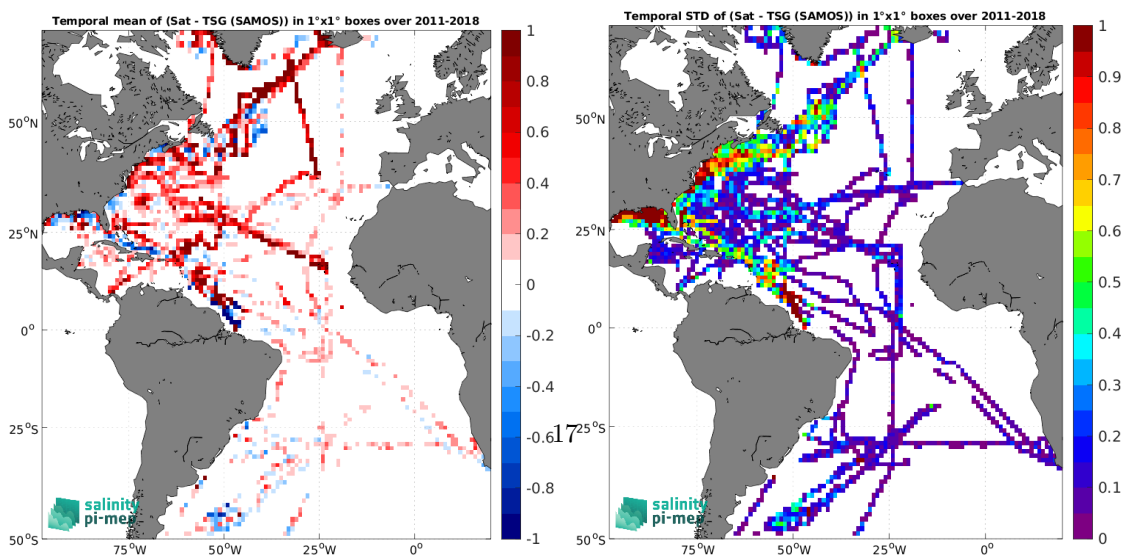 Temporal mean of (Sat - TSG (SAMOS)) in 1°x1° boxes over 2011-2018
1
0.8
0.6
0.4
0.2
0
-0.2
-0.4
-0.6
-0.8
-1
50°N
25°N
0°
25°S
50°S
75°W
50°W
25°W
0°
salinity
pi-mep
17
Temporal STD of (Sat - TSG (SAMOS)) in 1°x1° boxes over 2011-2018
1
0.9
0.8
0.7
0.6
0.5
0.4
0.3
0.2
0.1
0
50°N
25°N
0°
25°S
50°S
75°W
50°W
25°W
0°
salinity
pi-mep